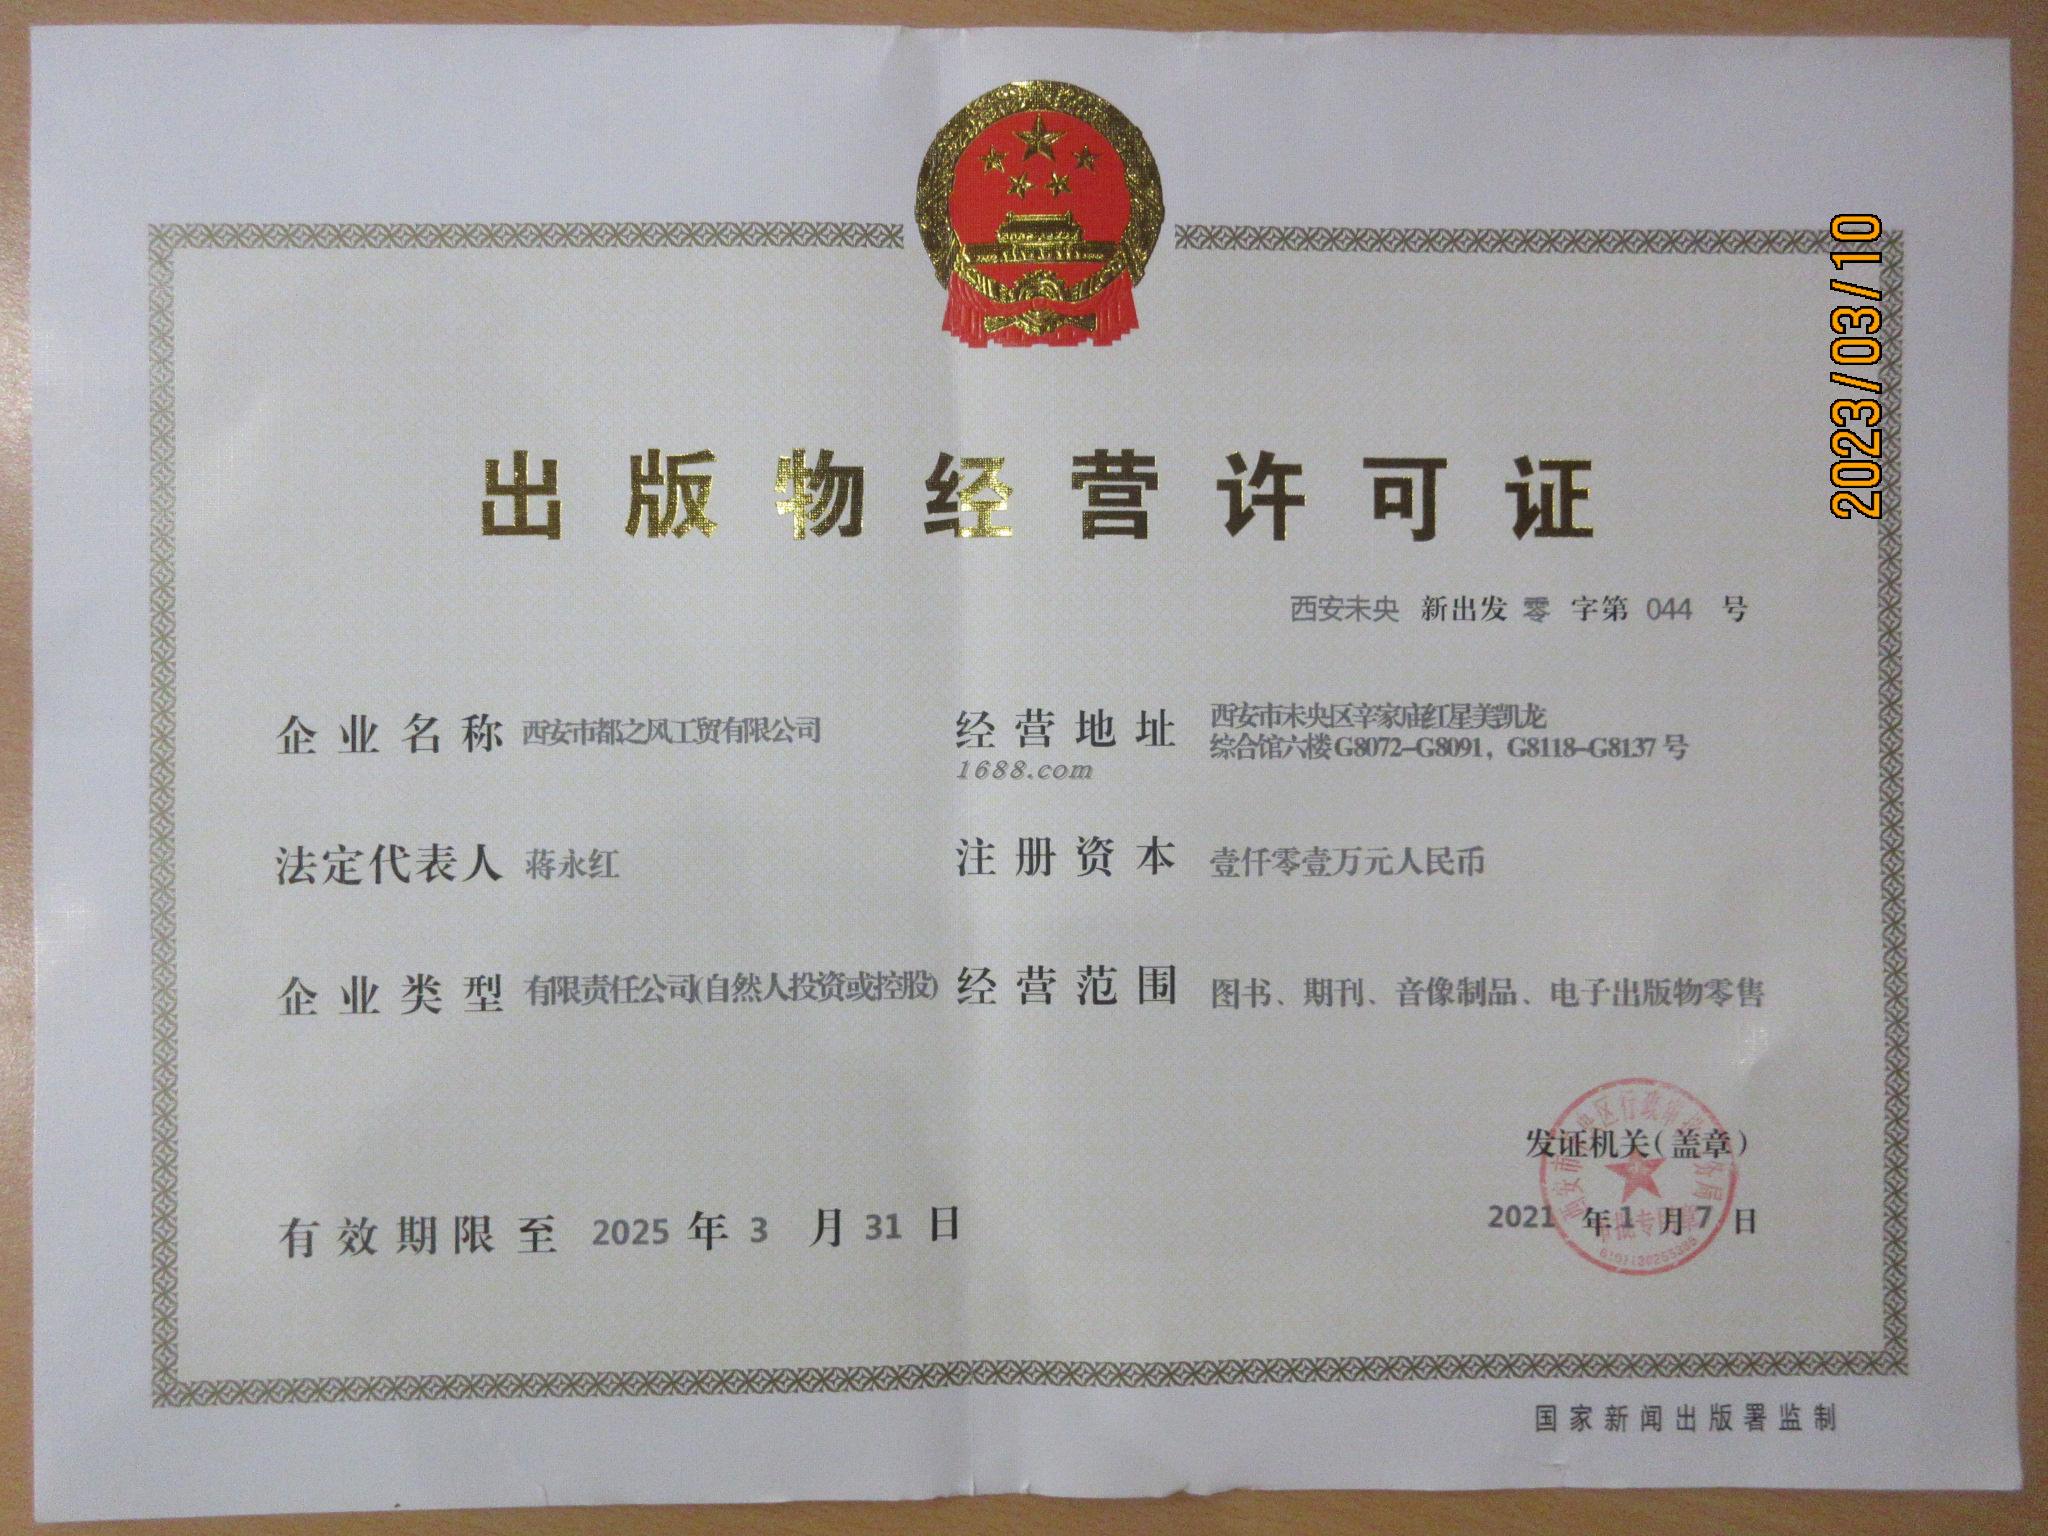 2023/03/10
出版物经营许可证
西安未央 新出发 零 字第 044 号
企业名称 西安市都之风工贸有限公司
经营地址 西安市未央区辛家庙红星美凯龙
综合馆六楼G8072-G8091，G8118-G8137号
1688.com
法定代表人 蒋永红
注册资本 壹仟零壹万元人民币
企业类型 有限责任公司(自然人投资或控股)
经营范围 图书、期刊、音像制品、电子出版物零售
发证机关(盖章)
有效期限至 2025 年 3 月 31 日
2021 年 1 月 7 日
国家新闻出版署监制